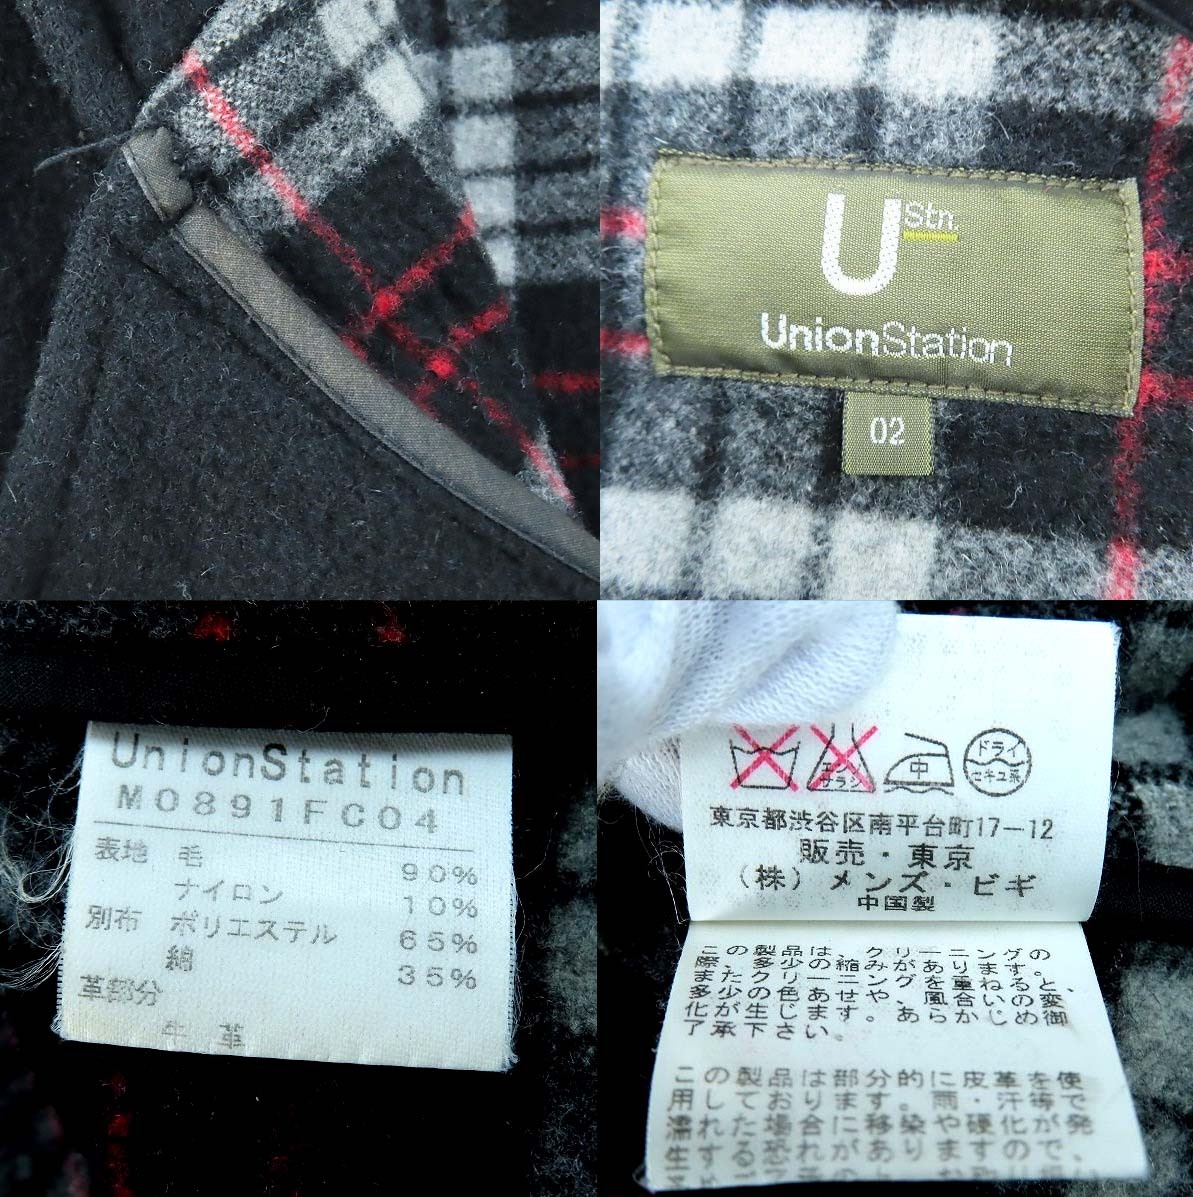 U Stn.
UnionStation
02
UnionStation
M0891FC04
表地 毛 90%
ナイロン 10%
別布 ポリエステル 65%
綿 35%
革部分
牛革
エンソ サラシ
中
ドライ
セキユ系
東京都渋谷区南平台町17-12
販売・東京
(株)メンズ・ビギ
中国製
この製品は、クリーニングの
際、多少の縮みがあります。
またクリーニングを重ねると、
多少の色あせや、風合いの変
化が生じます。あらかじめ御
了承下さい。
この製品は部分的に皮革を使
用しております。雨・汗等で
濡れた場合に移染や硬化が発
生する恐れがありますので、